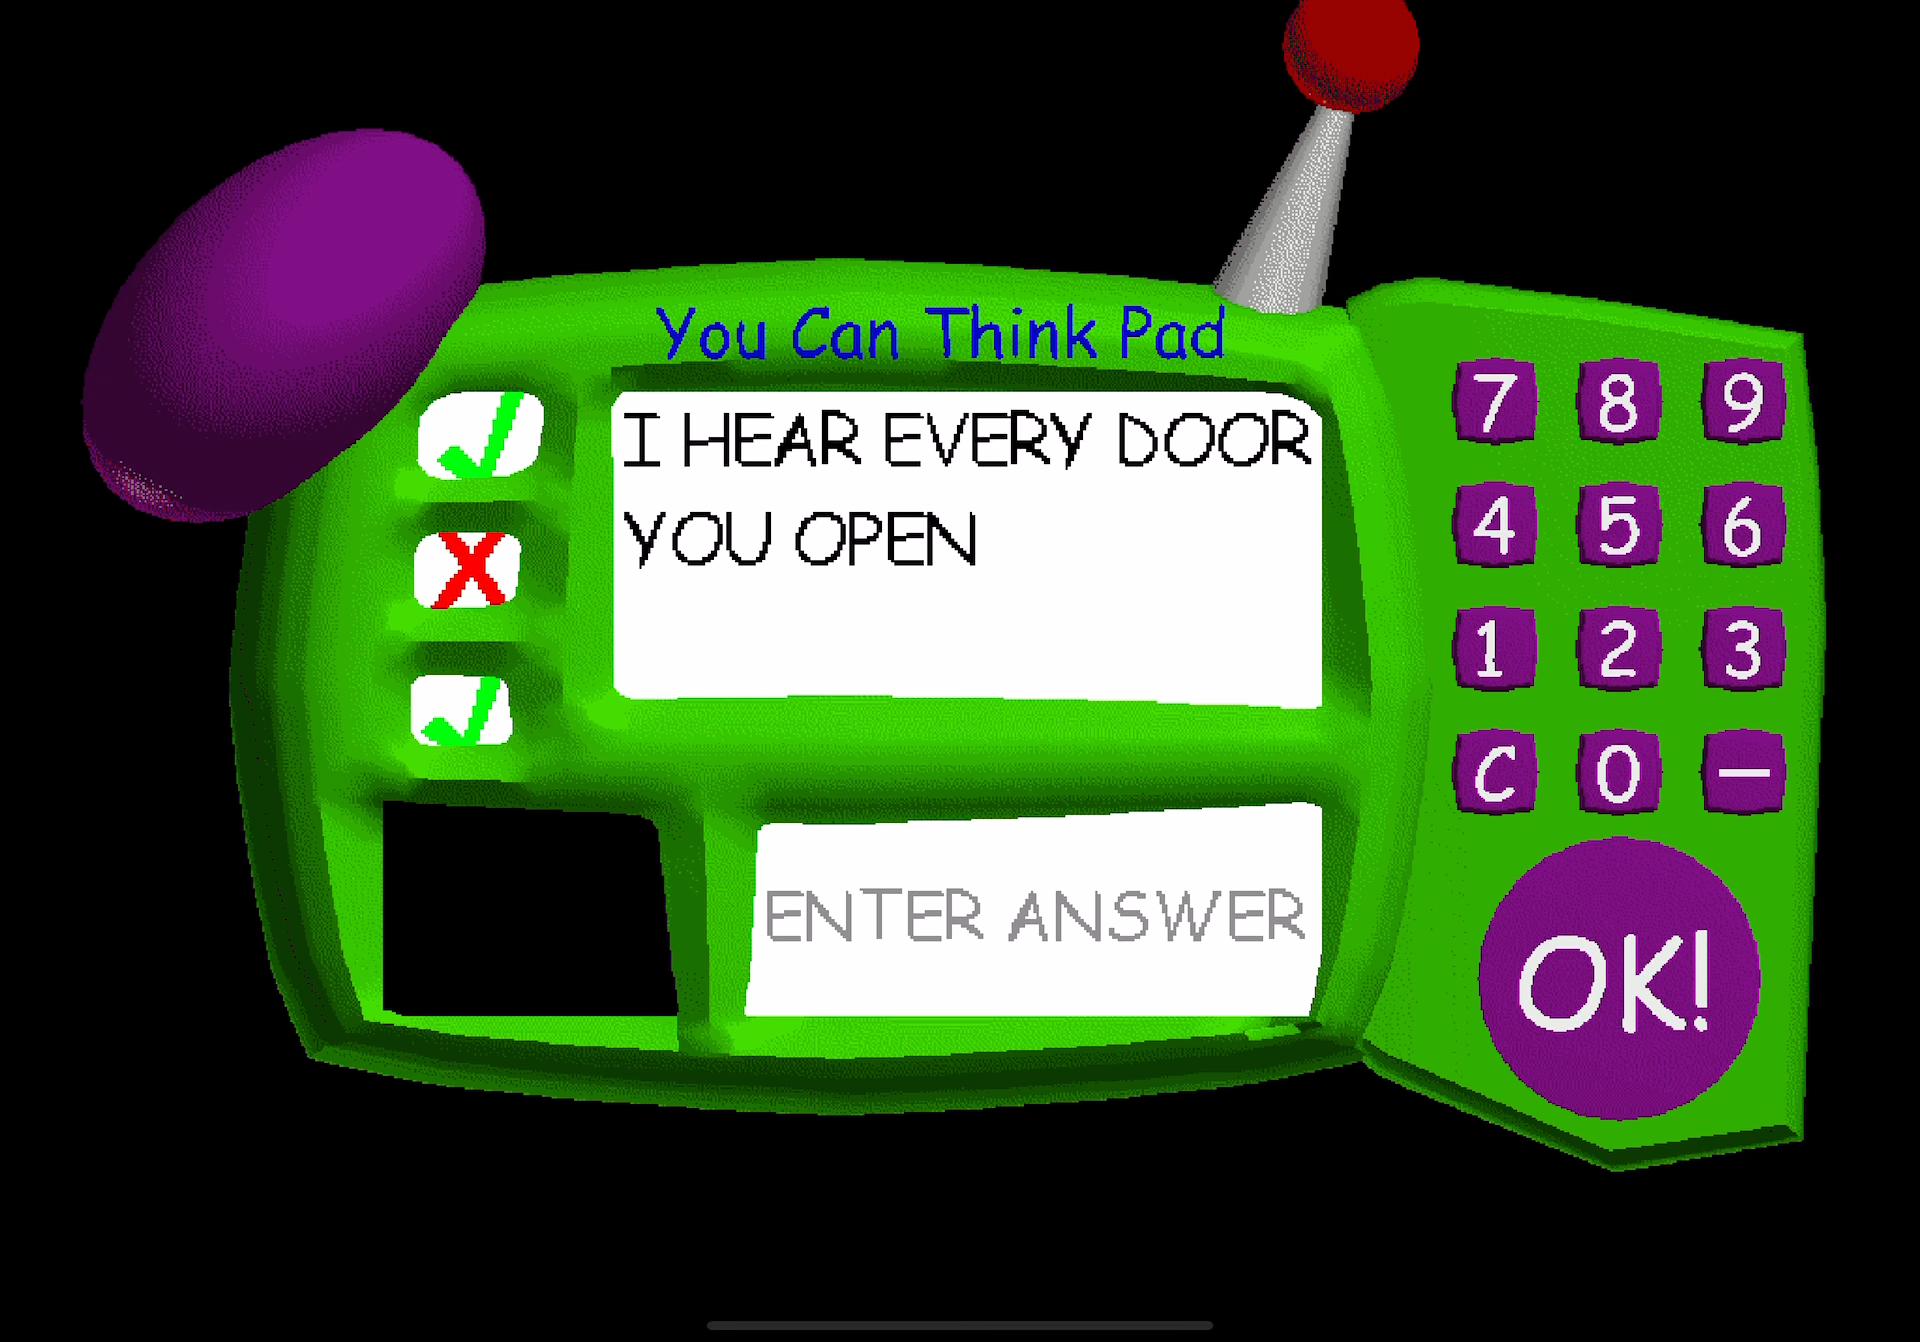 You Can Think Pad
I HEAR EVERY DOOR
YOU OPEN
ENTER ANSWER
7 8 9
4 5 6
1 2 3
C 0 −
OK!